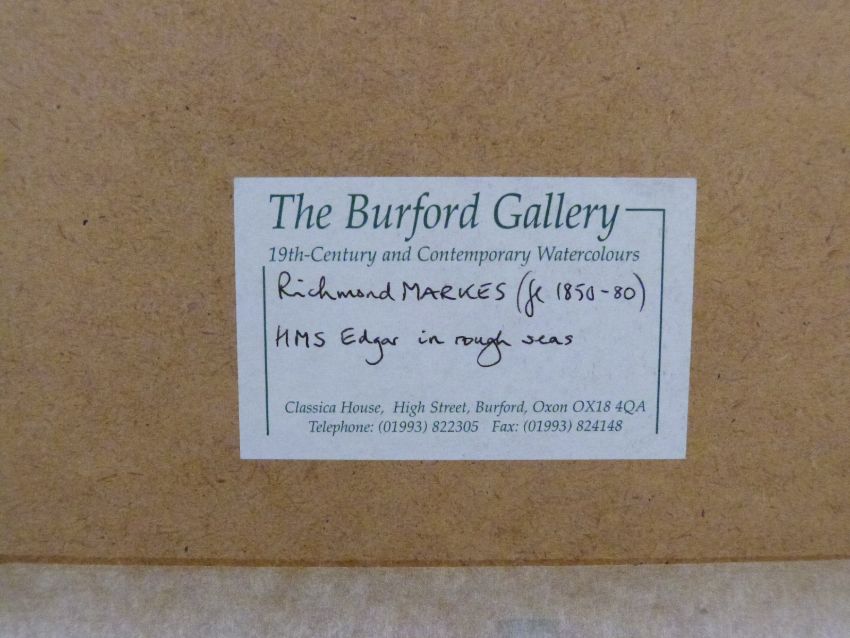 The Burford Gallery
19th-Century and Contemporary Watercolours
Richmond MARKES (fl 1850-80)
HMS Edgar in rough seas
Classica House, High Street, Burford, Oxon OX18 4QA
Telephone: (01993) 822305 Fax: (01993) 824148